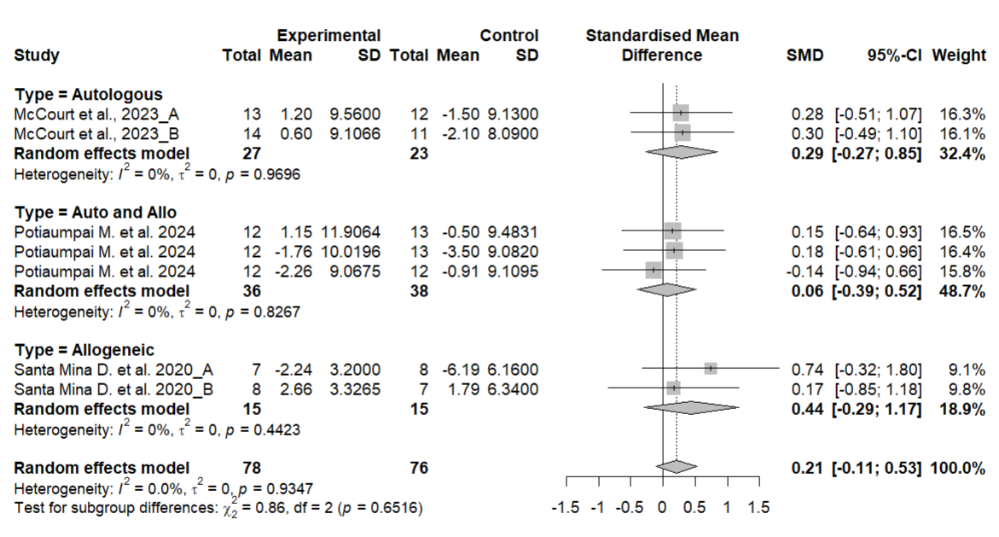 Experimental Control Standardised Mean
Study Total Mean SD Total Mean SD Difference SMD 95%-CI Weight
Type = Autologous
McCourt et al., 2023_A 13 1.20 9.5600 12 -1.50 9.1300 0.28 [-0.51; 1.07] 16.3%
McCourt et al., 2023_B 14 0.60 9.1066 11 -2.10 8.0900 0.30 [-0.49; 1.10] 16.1%
Random effects model 27 23 0.29 [-0.27; 0.85] 32.4%
Heterogeneity: I² = 0%, τ² = 0, p = 0.9696
Type = Auto and Allo
Potiaumpai M. et al. 2024 12 1.15 11.9064 13 -0.50 9.4831 0.15 [-0.64; 0.93] 16.5%
Potiaumpai M. et al. 2024 12 -1.76 10.0196 13 -3.50 9.0820 0.18 [-0.61; 0.96] 16.4%
Potiaumpai M. et al. 2024 12 -2.26 9.0675 12 -0.91 9.1095 -0.14 [-0.94; 0.66] 15.8%
Random effects model 36 38 0.06 [-0.39; 0.52] 48.7%
Heterogeneity: I² = 0%, τ² = 0, p = 0.8267
Type = Allogeneic
Santa Mina D. et al. 2020_A 7 -2.24 3.2000 8 -6.19 6.1600 0.74 [-0.32; 1.80] 9.1%
Santa Mina D. et al. 2020_B 8 2.66 3.3265 7 1.79 6.3400 0.17 [-0.85; 1.18] 9.8%
Random effects model 15 15 0.44 [-0.29; 1.17] 18.9%
Heterogeneity: I² = 0%, τ² = 0, p = 0.4423
Random effects model 78 76 0.21 [-0.11; 0.53] 100.0%
Heterogeneity: I² = 0.0%, τ² = 0, p = 0.9347
Test for subgroup differences: χ₂² = 0.86, df = 2 (p = 0.6516)
-1.5 -1 -0.5 0 0.5 1 1.5